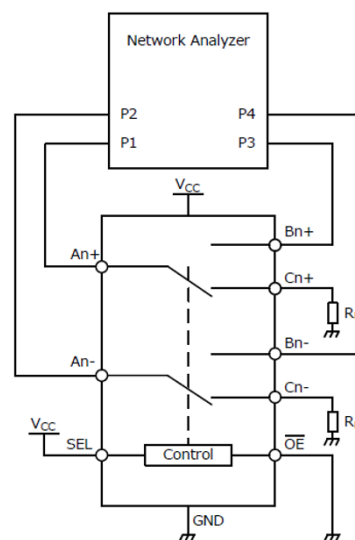 Network Analyzer
P2 P4
P1 P3
VCC
Bn+
An+
Cn+
R
Bn-
An-
Cn-
VCC
R
SEL
Control
OE
GND